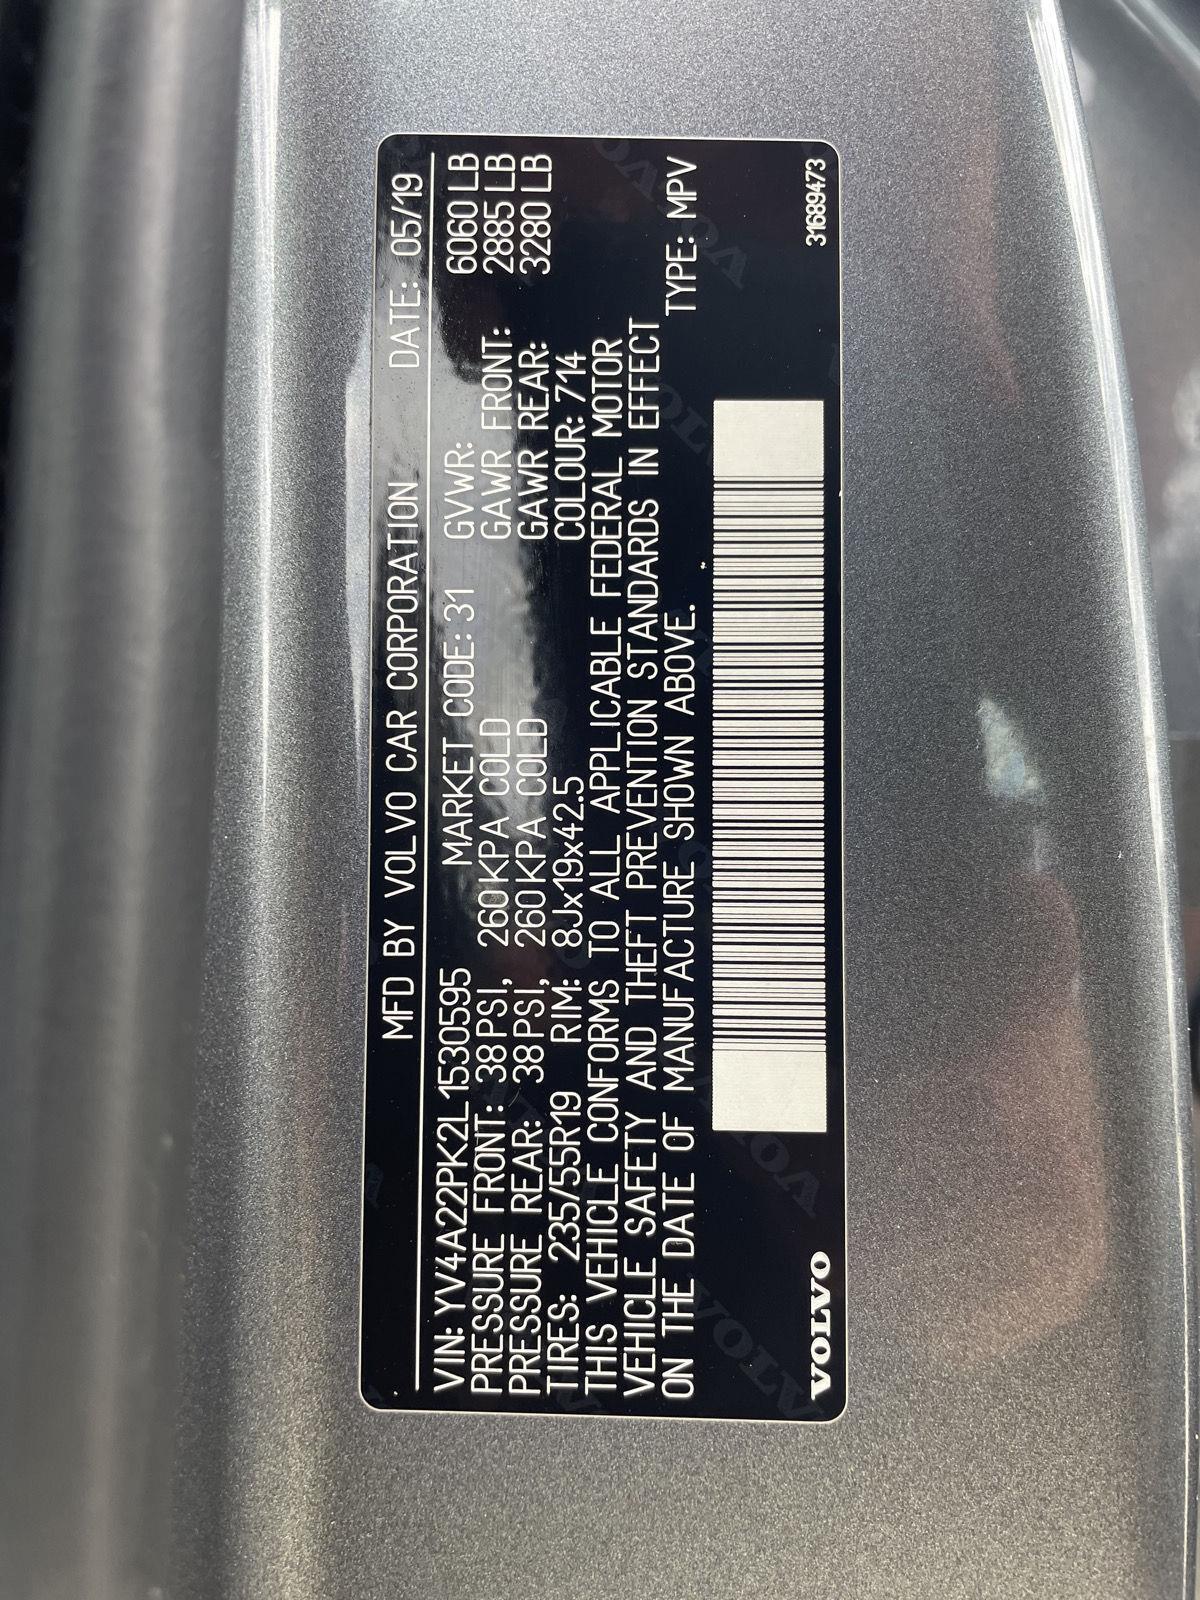 MFD BY VOLVO CAR CORPORATION DATE: 05/19
VIN: YV4A22PK2L1530595 MARKET CODE: 31 GVWR: 6060 LB
PRESSURE FRONT: 38 PSI, 260 KPA COLD GAWR FRONT: 2885 LB
PRESSURE REAR: 38 PSI, 260 KPA COLD GAWR REAR: 3280 LB
TIRES: 235/55R19 RIM: 8Jx19x42.5 COLOUR: 714
THIS VEHICLE CONFORMS TO ALL APPLICABLE FEDERAL MOTOR
VEHICLE SAFETY AND THEFT PREVENTION STANDARDS IN EFFECT
ON THE DATE OF MANUFACTURE SHOWN ABOVE. TYPE: MPV
VOLVO 31689473